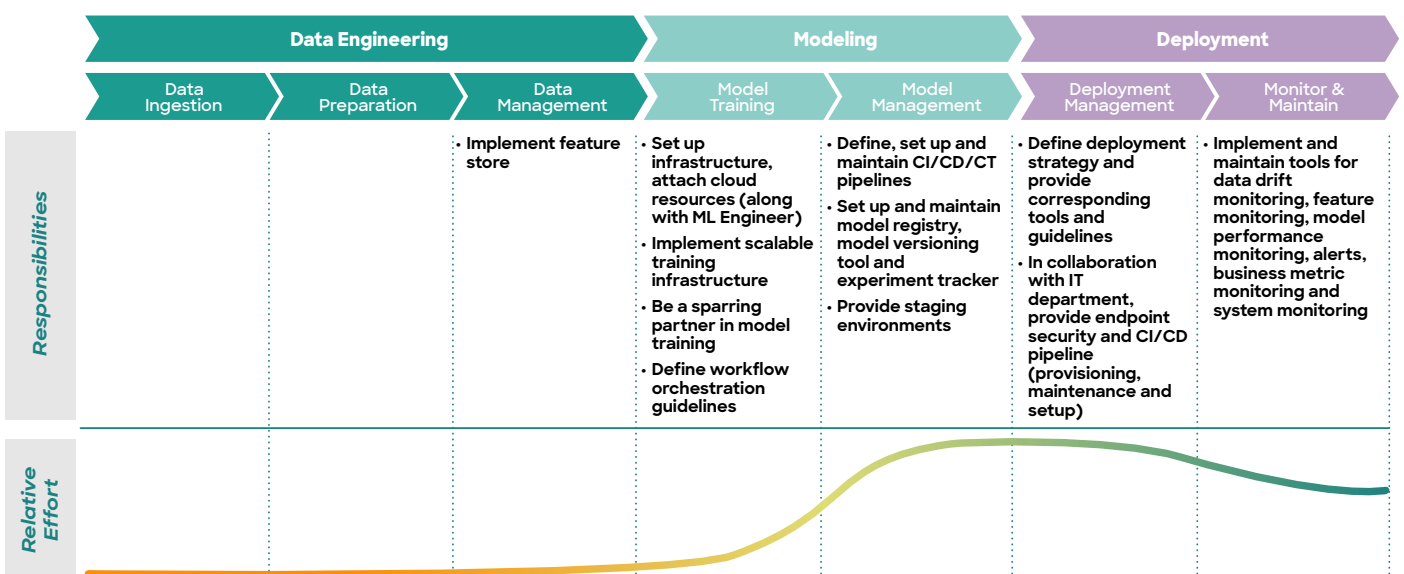 Data Engineering
Modeling
Deployment
Data
Ingestion
Data
Preparation
Data
Management
Model
Training
Model
Management
Deployment
Management
Monitor &
Maintain
Responsibilities
• Implement feature
store
• Set up
infrastructure,
attach cloud
resources (along
with ML Engineer)
• Implement scalable
training
infrastructure
• Be a sparring
partner in model
training
• Define workflow
orchestration
guidelines
• Define, set up and
maintain CI/CD/CT
pipelines
• Set up and maintain
model registry,
model versioning
tool and
experiment tracker
• Provide staging
environments
• Define deployment
strategy and
provide
corresponding
tools and
guidelines
• In collaboration
with IT
department,
provide endpoint
security and CI/CD
pipeline
(provisioning,
maintenance and
setup)
• Implement and
maintain tools for
data drift
monitoring, feature
monitoring, model
performance
monitoring, alerts,
business metric
monitoring and
system monitoring
Relative
Effort